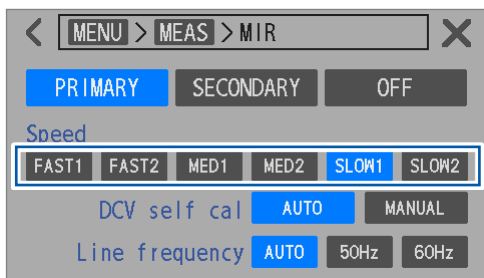 < MENU > MEAS > MIR X
PRIMARY SECONDARY OFF
Speed
FAST1 FAST2 MED1 MED2 SLOW1 SLOW2
DCV self cal AUTO MANUAL
Line frequency AUTO 50Hz 60Hz